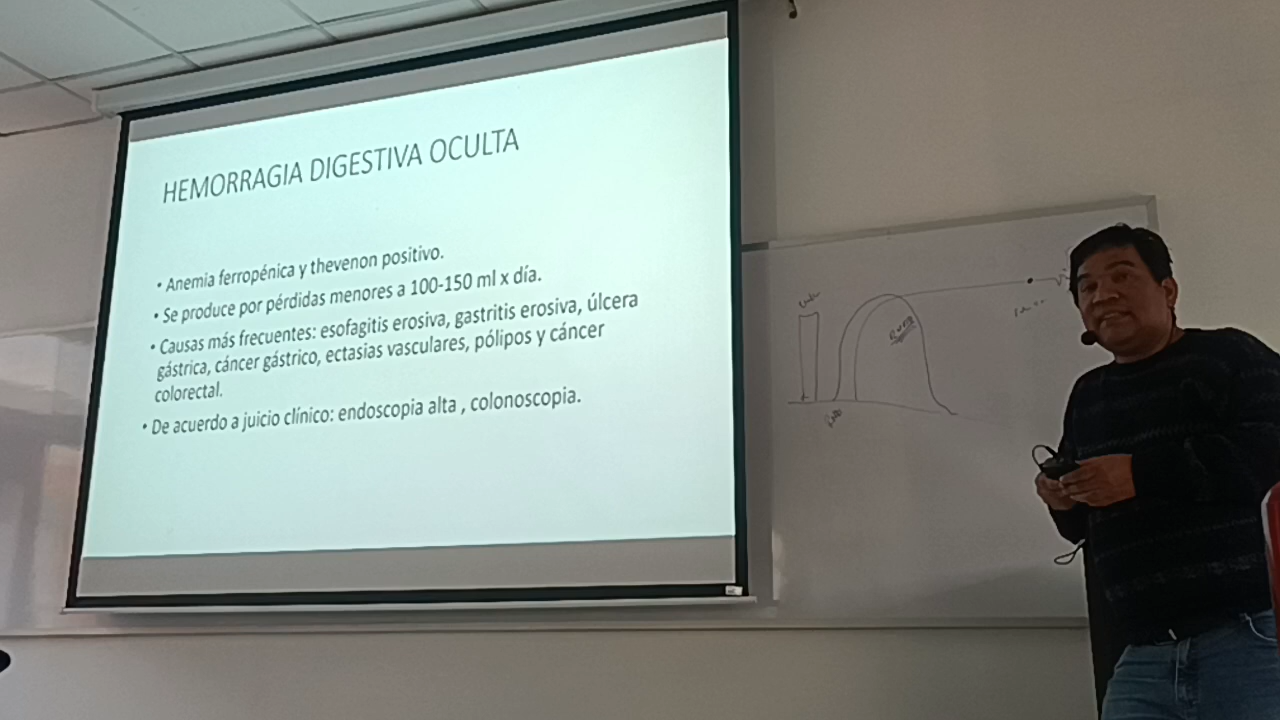 HEMORRAGIA DIGESTIVA OCULTA
• Anemia ferropénica y thevenon positivo.
• Se produce por pérdidas menores a 100-150 ml x día.
• Causas más frecuentes: esofagitis erosiva, gastritis erosiva, úlcera
gástrica, cáncer gástrico, ectasias vasculares, pólipos y cáncer
colorectal.
• De acuerdo a juicio clínico: endoscopia alta , colonoscopia.